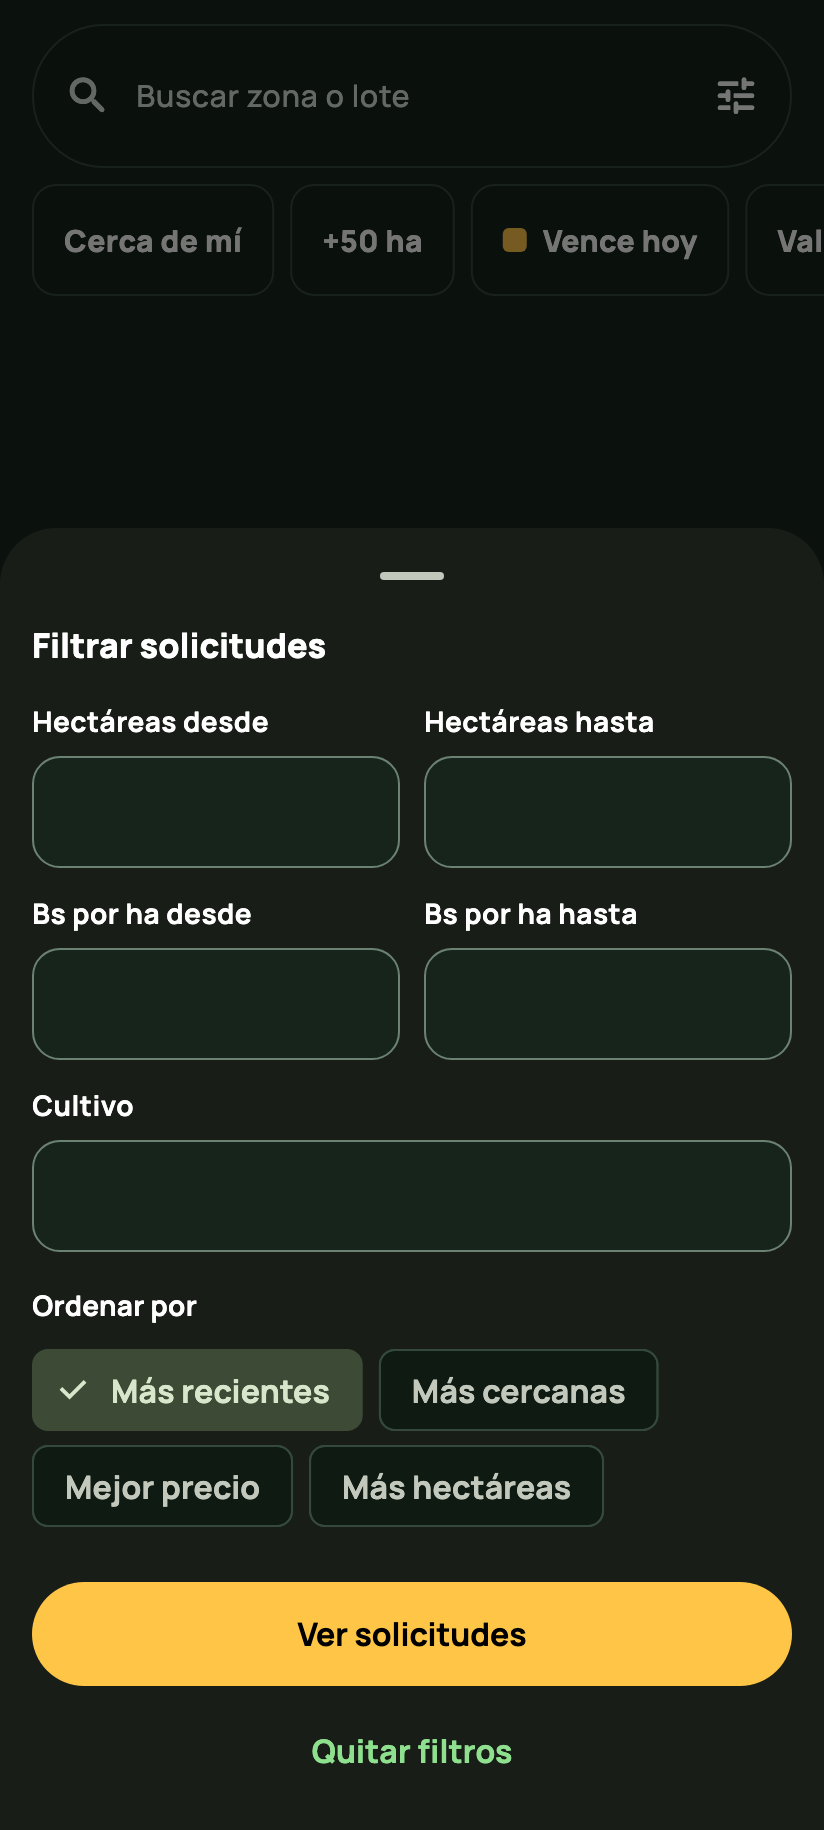 Buscar zona o lote
Cerca de mí
+50 ha
Vence hoy
Val
Filtrar solicitudes
Hectáreas desde
Hectáreas hasta
Bs por ha desde
Bs por ha hasta
Cultivo
Ordenar por
Más recientes
Más cercanas
Mejor precio
Más hectáreas
Ver solicitudes
Quitar filtros